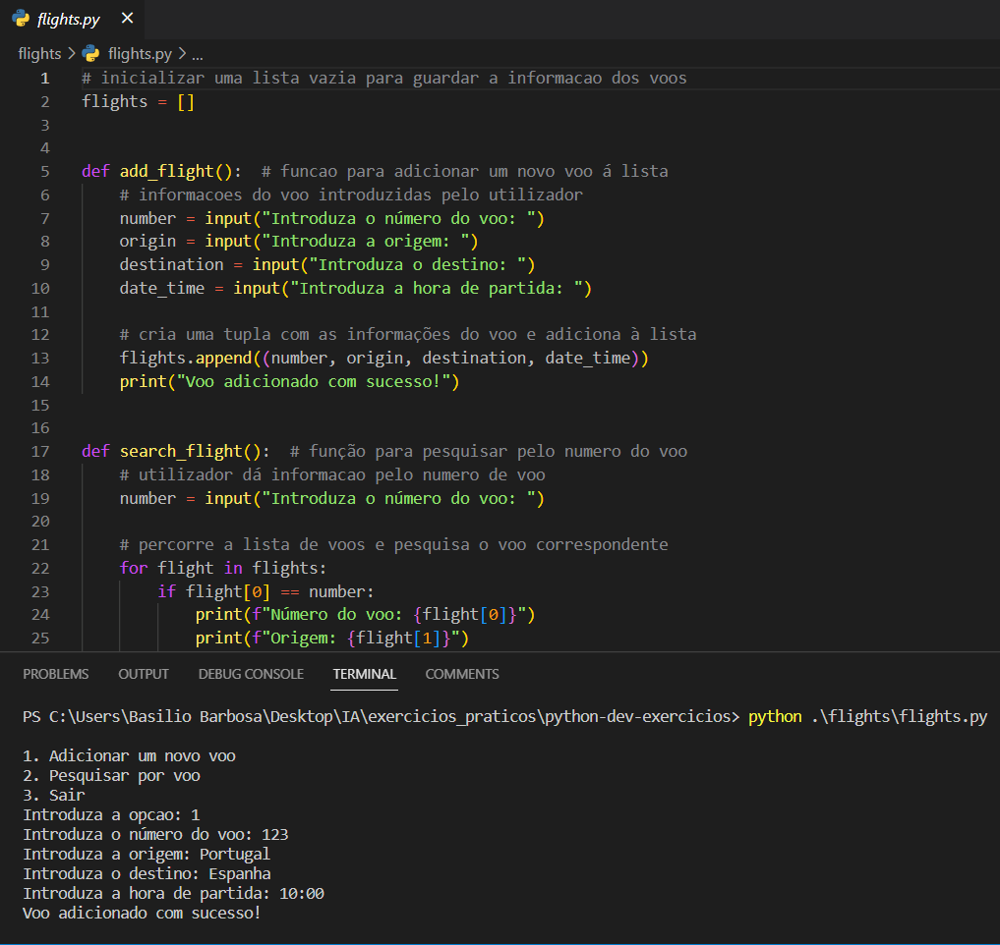 flights.py ×
flights > flights.py > ...
1 # inicializar uma lista vazia para guardar a informacao dos voos
2 flights = []
3
4
5 def add_flight():  # funcao para adicionar um novo voo á lista
6     # informacoes do voo introduzidas pelo utilizador
7     number = input("Introduza o número do voo: ")
8     origin = input("Introduza a origem: ")
9     destination = input("Introduza o destino: ")
10     date_time = input("Introduza a hora de partida: ")
11
12     # cria uma tupla com as informações do voo e adiciona à lista
13     flights.append((number, origin, destination, date_time))
14     print("Voo adicionado com sucesso!")
15
16
17 def search_flight():  # função para pesquisar pelo numero do voo
18     # utilizador dá informacao pelo numero de voo
19     number = input("Introduza o número do voo: ")
20
21     # percorre a lista de voos e pesquisa o voo correspondente
22     for flight in flights:
23         if flight[0] == number:
24             print(f"Número do voo: {flight[0]}")
25             print(f"Origem: {flight[1]}")
PROBLEMS OUTPUT DEBUG CONSOLE TERMINAL COMMENTS
PS C:\Users\Basilio Barbosa\Desktop\IA\exercicios_praticos\python-dev-exercicios> python .\flights\flights.py
1. Adicionar um novo voo
2. Pesquisar por voo
3. Sair
Introduza a opcao: 1
Introduza o número do voo: 123
Introduza a origem: Portugal
Introduza o destino: Espanha
Introduza a hora de partida: 10:00
Voo adicionado com sucesso!